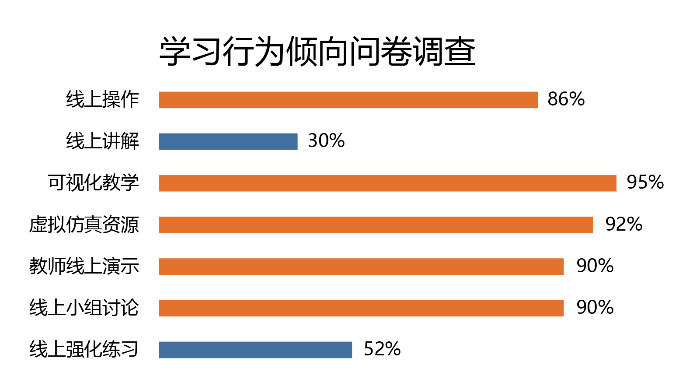 学习行为倾向问卷调查
线上操作 86%
线上讲解 30%
可视化教学 95%
虚拟仿真资源 92%
教师线上演示 90%
线上小组讨论 90%
线上强化练习 52%